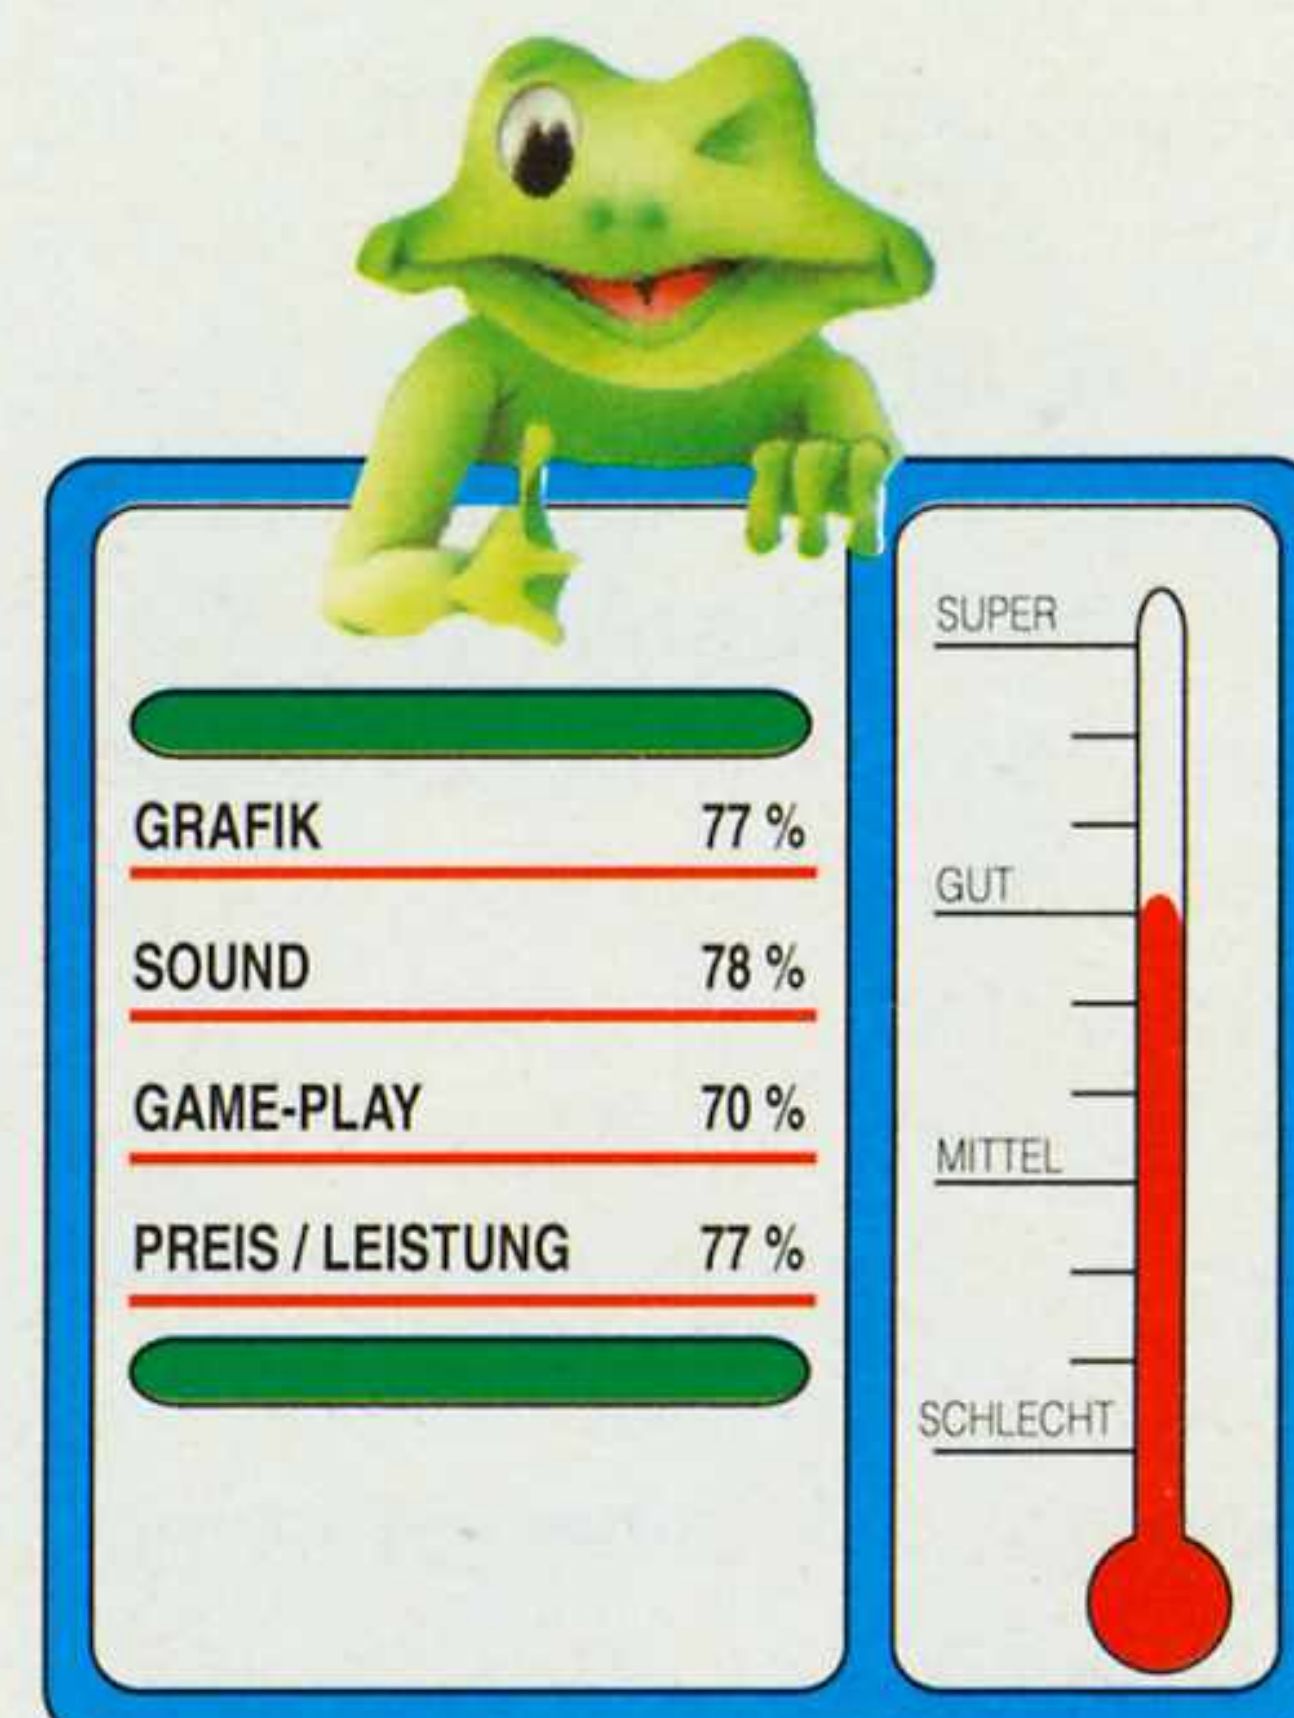 GRAFIK 77 %
SOUND 78 %
GAME-PLAY 70 %
PREIS / LEISTUNG 77 %
SUPER
GUT
MITTEL
SCHLECHT